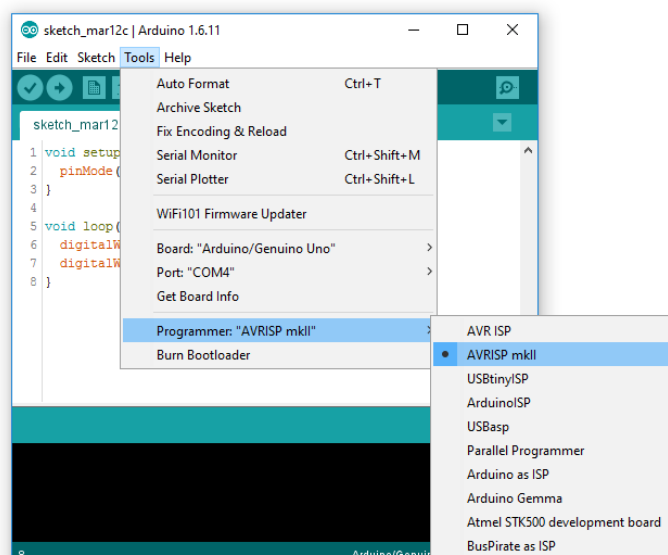 sketch_mar12c | Arduino 1.6.11
File Edit Sketch Tools Help
Auto Format Ctrl+T
Archive Sketch
Fix Encoding & Reload
Serial Monitor Ctrl+Shift+M
Serial Plotter Ctrl+Shift+L
WiFi101 Firmware Updater
Board: "Arduino/Genuino Uno"
Port: "COM4"
Get Board Info
Programmer: "AVRISP mkII"
Burn Bootloader
AVR ISP
AVRISP mkII
USBtinyISP
ArduinoISP
USBasp
Parallel Programmer
Arduino as ISP
Arduino Gemma
Atmel STK500 development board
BusPirate as ISP
sketch_mar12
1 void setup
2 pinMode(
3 }
4
5 void loop(
6 digitalW
7 digitalW
8 }
8 Arduino/Genuin